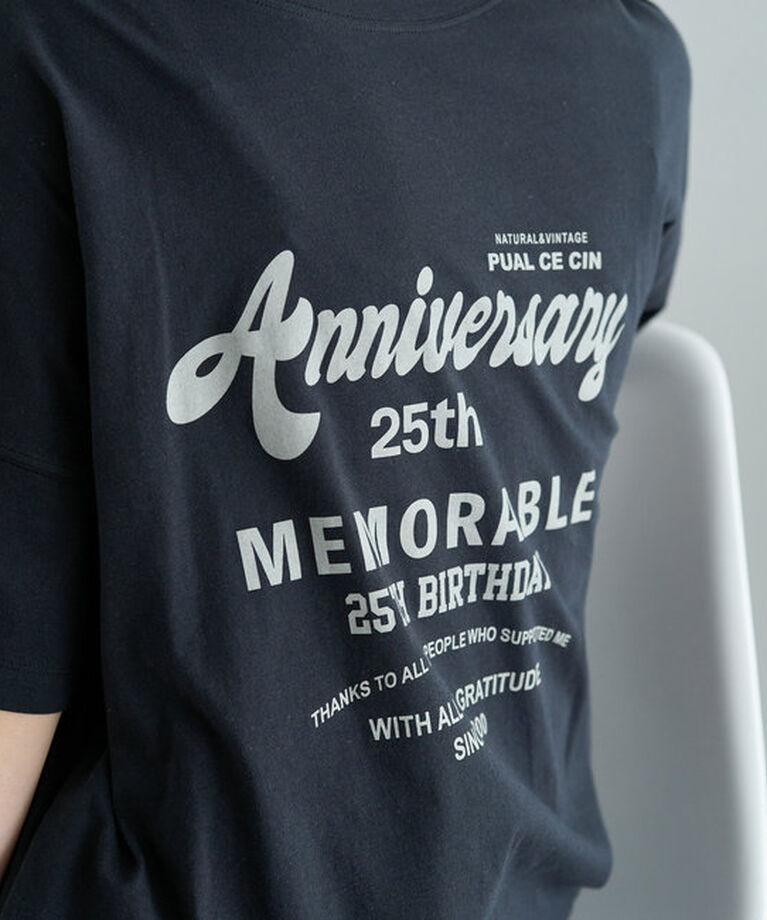 NATURAL&VINTAGE
PUAL CE CIN
Anniversary
25th
MEMORABLE
25TH BIRTHDAY
THANKS TO ALL PEOPLE WHO SUPPORTED ME
WITH ALL GRATITUDE